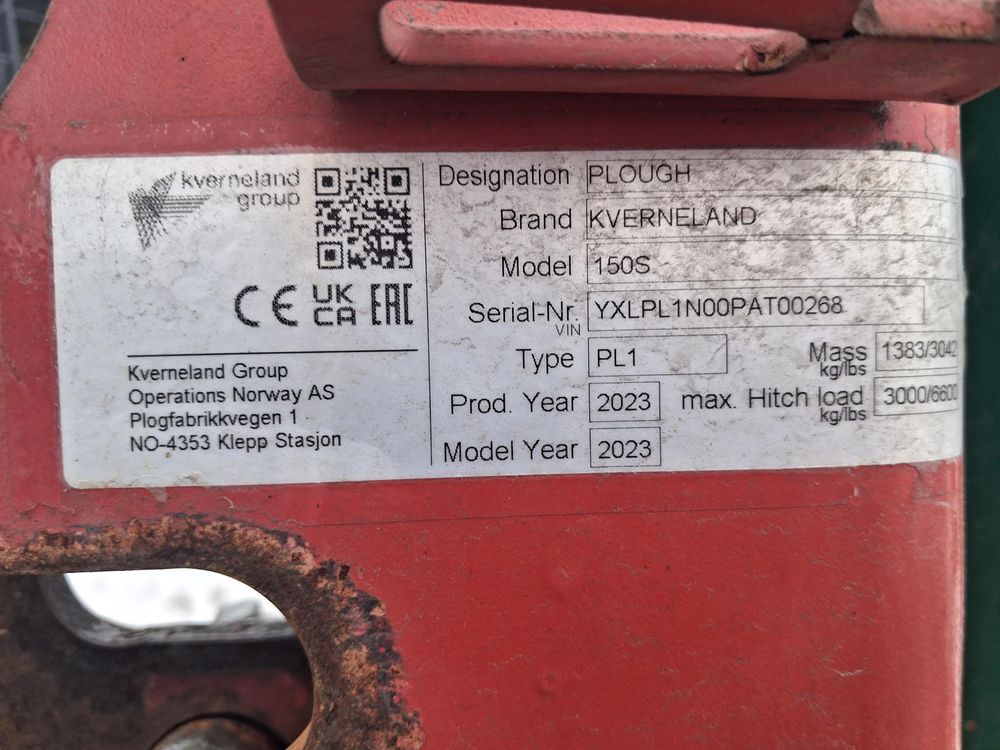 kverneland
group
CE UK CA EAC
Kverneland Group
Operations Norway AS
Plogfabrikkvegen 1
NO-4353 Klepp Stasjon
Designation PLOUGH
Brand KVERNELAND
Model 150S
Serial-Nr. YXLPL1N00PAT00268
VIN
Type PL1 Mass 1383/3042
kg/lbs
Prod. Year 2023 max. Hitch load 3000/6600
kg/lbs
Model Year 2023